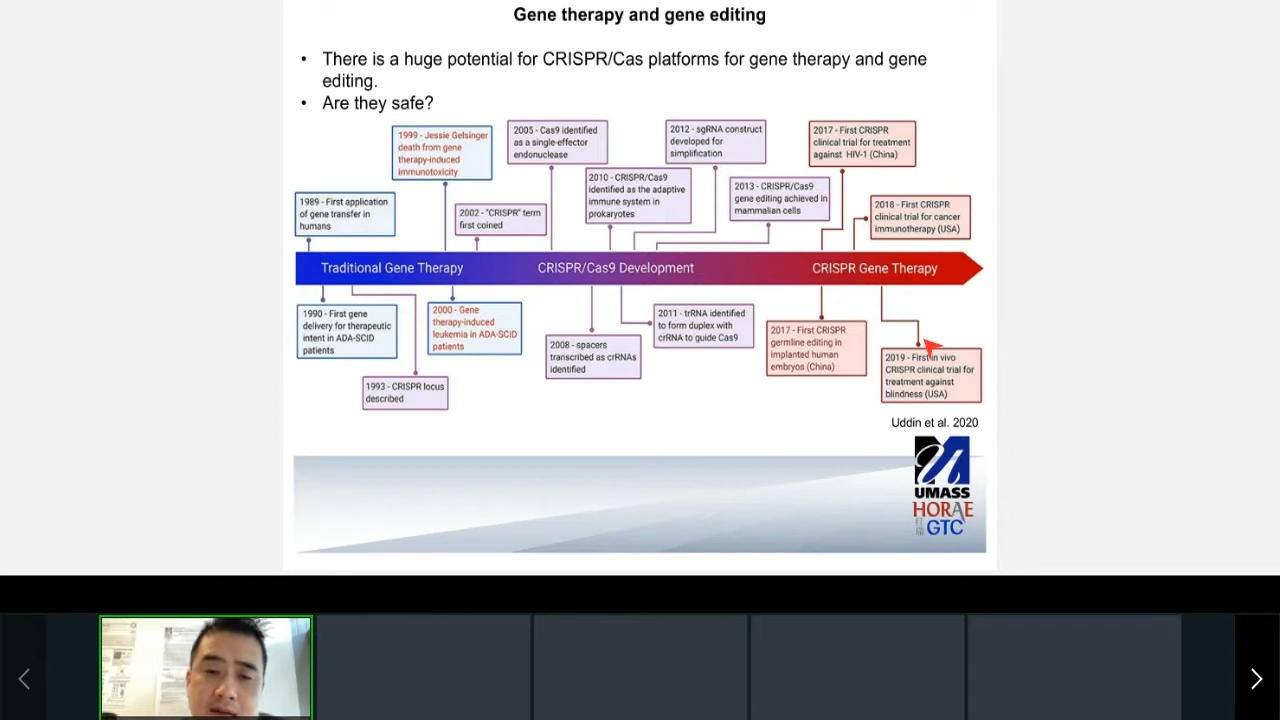 Gene therapy and gene editing
• There is a huge potential for CRISPR/Cas platforms for gene therapy and gene
editing.
• Are they safe?
1999 - Jessie Gelsinger
death from gene
therapy-induced
immunotoxicity
2005 - Cas9 identified
as a single-effector
endonuclease
2012 - sgRNA construct
developed for
simplification
2017 - First CRISPR
clinical trial for treatment
against HIV-1 (China)
1989 - First application
of gene transfer in
humans
2002 - "CRISPR" term
first coined
2010 - CRISPR/Cas9
identified as the adaptive
immune system in
prokaryotes
2013 - CRISPR/Cas9
gene editing achieved in
mammalian cells
2018 - First CRISPR
clinical trial for cancer
immunotherapy (USA)
Traditional Gene Therapy
CRISPR/Cas9 Development
CRISPR Gene Therapy
1990 - First gene
delivery for therapeutic
intent in ADA-SCID
patients
2000 - Gene
therapy-induced
leukemia in ADA-SCID
patients
1993 - CRISPR locus
described
2008 - spacers
transcribed as crRNAs
identified
2011 - trRNA identified
to form duplex with
crRNA to guide Cas9
2017 - First CRISPR
germline editing in
implanted human
embryos (China)
2019 - First in vivo
CRISPR clinical trial for
treatment against
blindness (USA)
Uddin et al. 2020
UMASS
HORAE
GTC